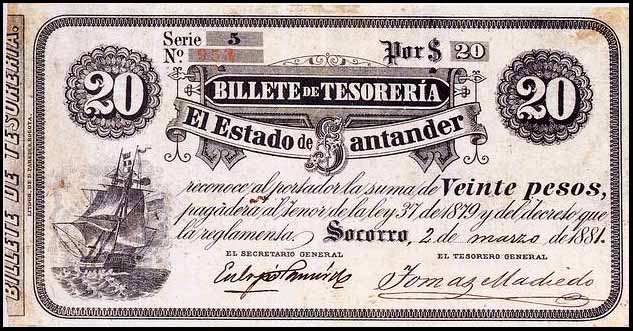 BILLETE DE TESORERIA.
Serie 5
Nº
Por $ 20
20
BILLETE DE TESORERÍA
20
El Estado de Santander
reconoce al portador la suma de Veinte pesos,
pagadera al tenor de la ley 37 de 1879 y del decreto que
la reglamenta. Socorro, 2 de marzo de 1881.
EL SECRETARIO GENERAL
EL TESORERO GENERAL
Tomas Madiedo